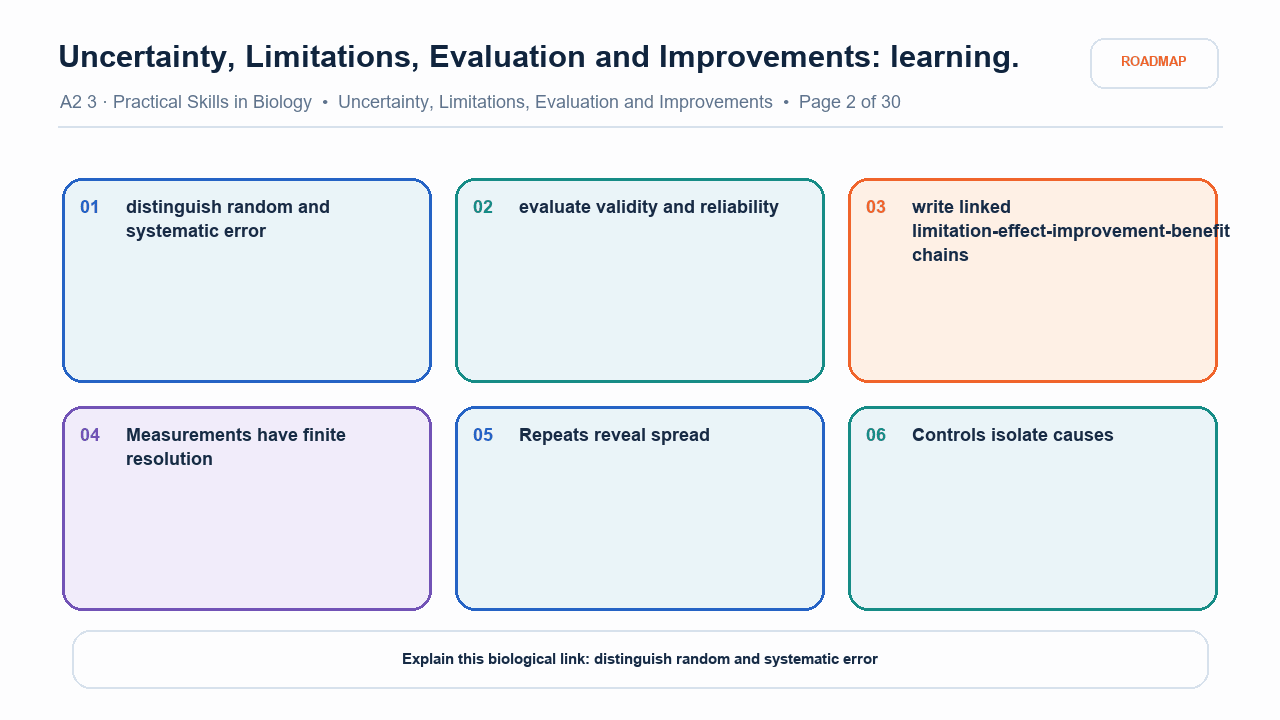 Uncertainty, Limitations, Evaluation and Improvements: learning.
ROADMAP
A2 3 · Practical Skills in Biology • Uncertainty, Limitations, Evaluation and Improvements • Page 2 of 30
01 distinguish random and
systematic error
02 evaluate validity and reliability
03 write linked
limitation-effect-improvement-benefit
chains
04 Measurements have finite
resolution
05 Repeats reveal spread
06 Controls isolate causes
Explain this biological link: distinguish random and systematic error